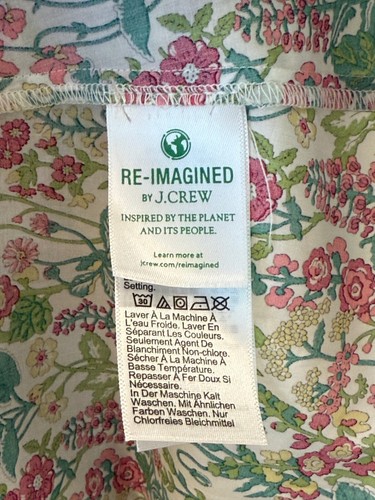 RE-IMAGINED
BY J.CREW
INSPIRED BY THE PLANET
AND ITS PEOPLE.
Learn more at
jcrew.com/reimagined
Setting.
30
Laver À La Machine À
L'eau Froide. Laver En
Séparant Les Couleurs.
Seulement Agent De
Blanchiment Non-chlore.
Sécher À La Machine À
Basse Température.
Repasser À Fer Doux Si
Nécessaire.
In Der Maschine Kalt
Waschen. Mit Ähnlichen
Farben Waschen. Nur
Chlorfreies Bleichmittel